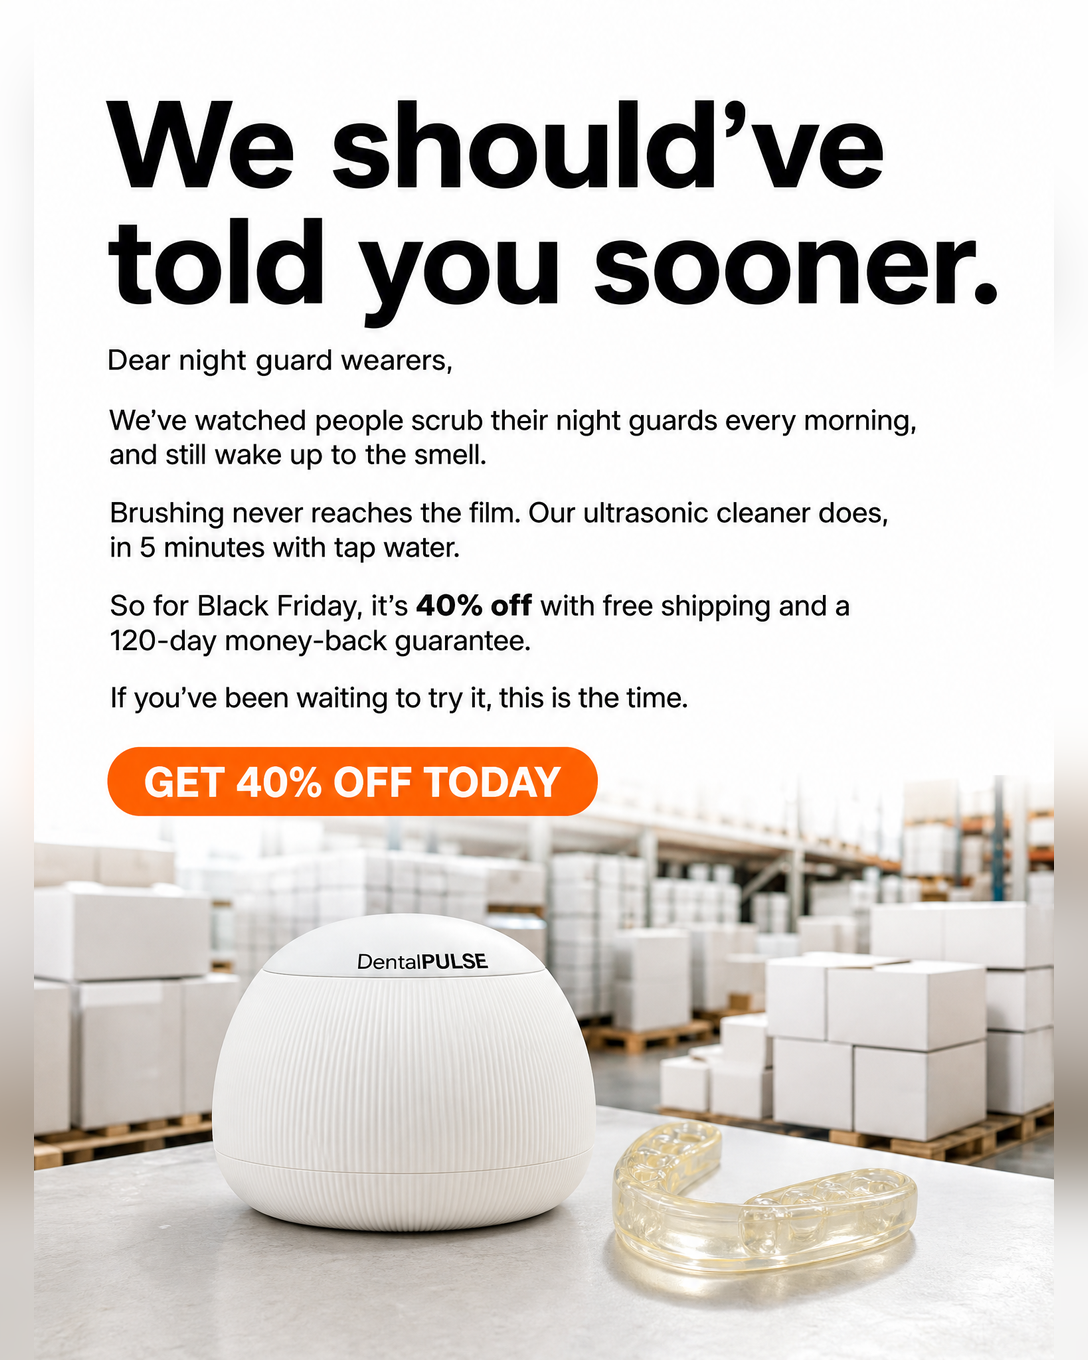 We should’ve
told you sooner.
Dear night guard wearers,
We’ve watched people scrub their night guards every morning,
and still wake up to the smell.
Brushing never reaches the film. Our ultrasonic cleaner does,
in 5 minutes with tap water.
So for Black Friday, it’s 40% off with free shipping and a
120-day money-back guarantee.
If you’ve been waiting to try it, this is the time.
GET 40% OFF TODAY
DentalPULSE